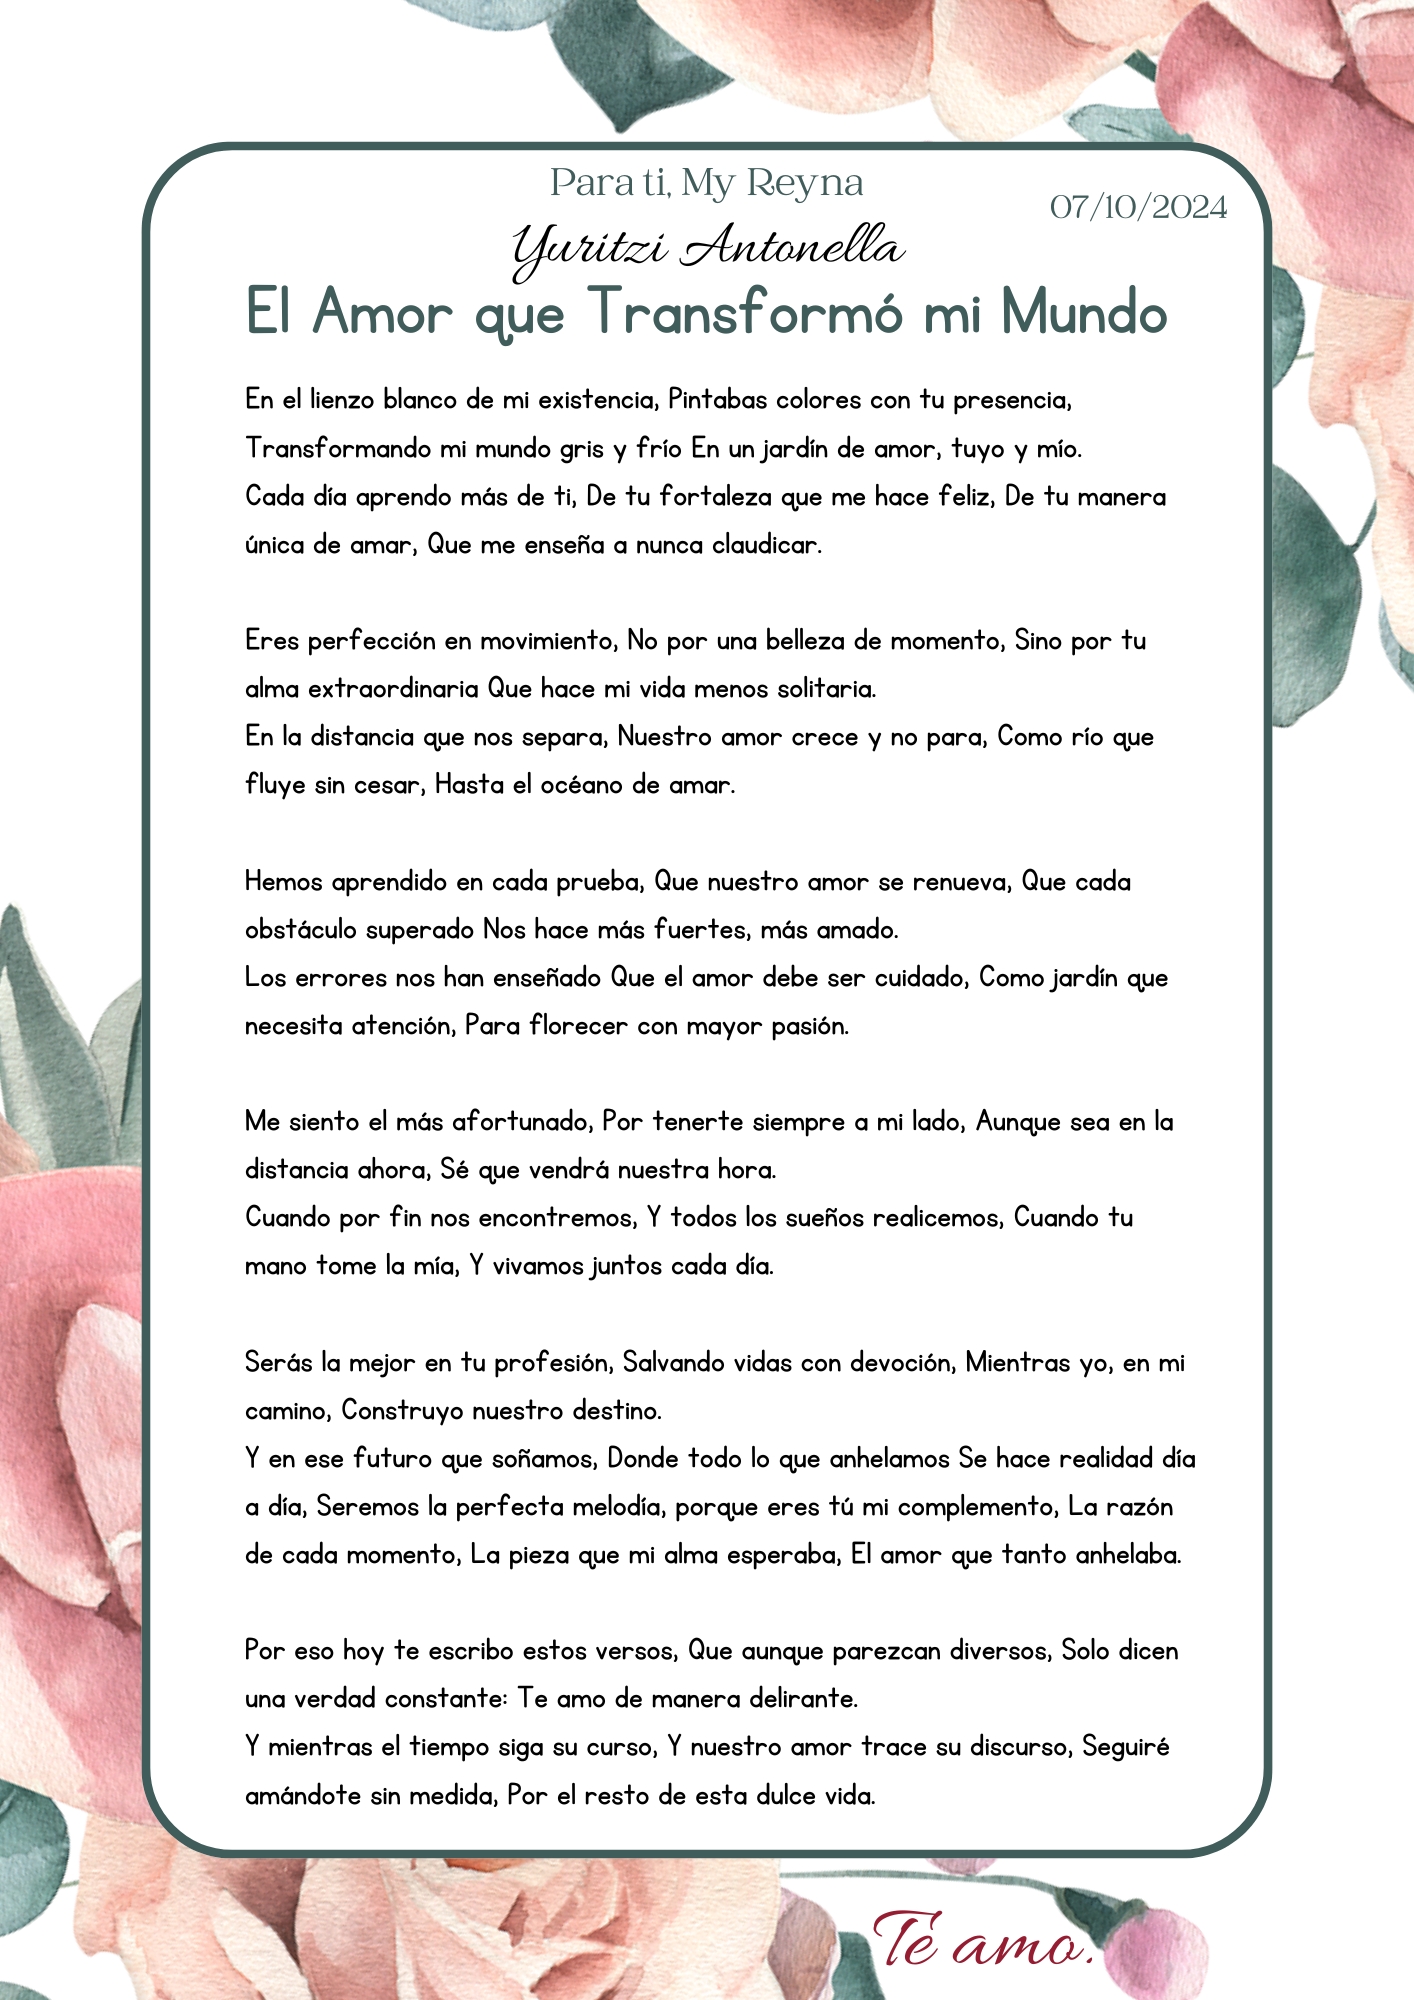 Para ti, My Reyna
07/10/2024
Yuritzi Antonella
El Amor que Transformó mi Mundo
En el lienzo blanco de mi existencia, Pintabas colores con tu presencia,
Transformando mi mundo gris y frío En un jardín de amor, tuyo y mío.
Cada día aprendo más de ti, De tu fortaleza que me hace feliz, De tu manera
única de amar, Que me enseña a nunca claudicar.
Eres perfección en movimiento, No por una belleza de momento, Sino por tu
alma extraordinaria Que hace mi vida menos solitaria.
En la distancia que nos separa, Nuestro amor crece y no para, Como río que
fluye sin cesar, Hasta el océano de amar.
Hemos aprendido en cada prueba, Que nuestro amor se renueva, Que cada
obstáculo superado Nos hace más fuertes, más amado.
Los errores nos han enseñado Que el amor debe ser cuidado, Como jardín que
necesita atención, Para florecer con mayor pasión.
Me siento el más afortunado, Por tenerte siempre a mi lado, Aunque sea en la
distancia ahora, Sé que vendrá nuestra hora.
Cuando por fin nos encontremos, Y todos los sueños realicemos, Cuando tu
mano tome la mía, Y vivamos juntos cada día.
Serás la mejor en tu profesión, Salvando vidas con devoción, Mientras yo, en mi
camino, Construyo nuestro destino.
Y en ese futuro que soñamos, Donde todo lo que anhelamos Se hace realidad día
a día, Seremos la perfecta melodía, porque eres tú mi complemento, La razón
de cada momento, La pieza que mi alma esperaba, El amor que tanto anhelaba.
Por eso hoy te escribo estos versos, Que aunque parezcan diversos, Solo dicen
una verdad constante: Te amo de manera delirante.
Y mientras el tiempo siga su curso, Y nuestro amor trace su discurso, Seguiré
amándote sin medida, Por el resto de esta dulce vida.
Te amo.